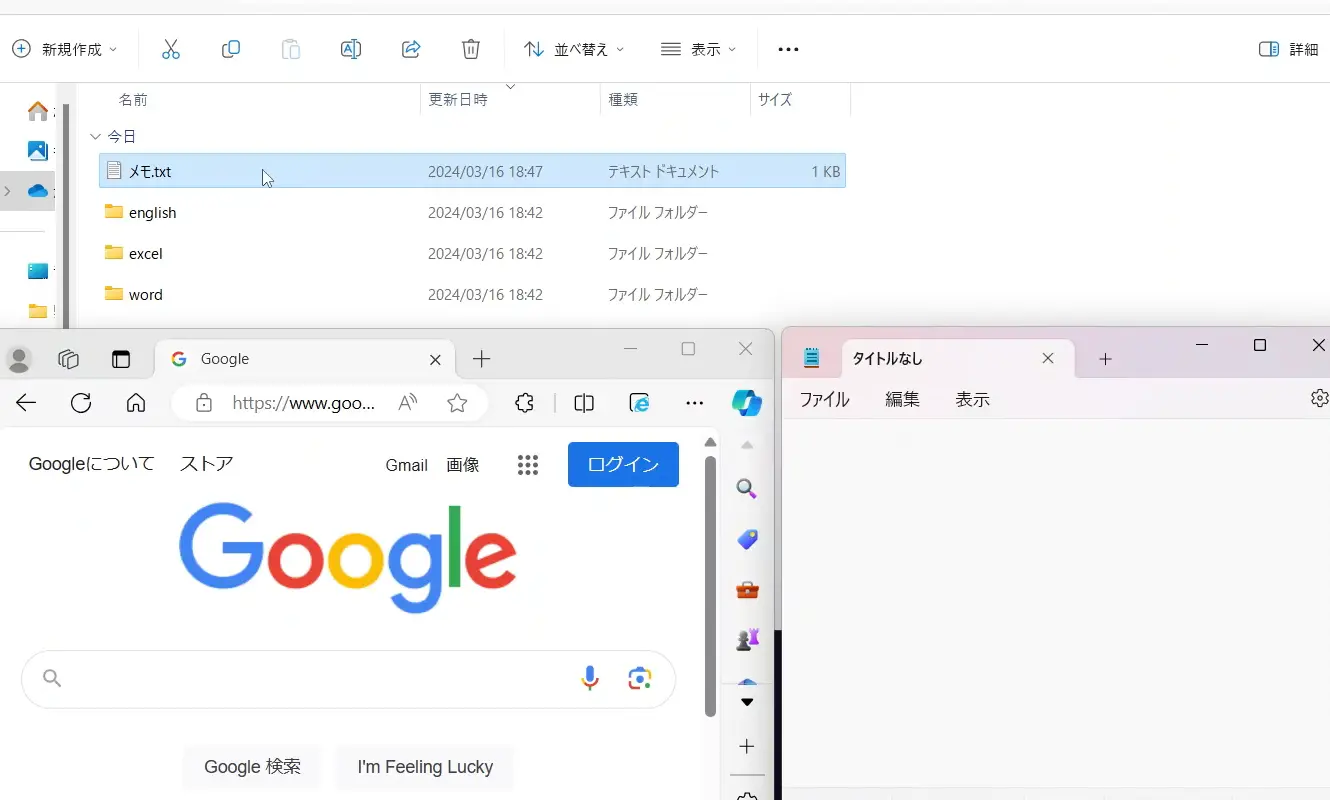 新規作成 並べ替え 表示 詳細
名前 更新日時 種類 サイズ
今日
メモ.txt 2024/03/16 18:47 テキスト ドキュメント 1 KB
english 2024/03/16 18:42 ファイル フォルダー
excel 2024/03/16 18:42 ファイル フォルダー
word 2024/03/16 18:42 ファイル フォルダー
Google
https://www.goo...
Googleについて ストア Gmail 画像 ログイン
Google
Google 検索 I'm Feeling Lucky
タイトルなし
ファイル 編集 表示